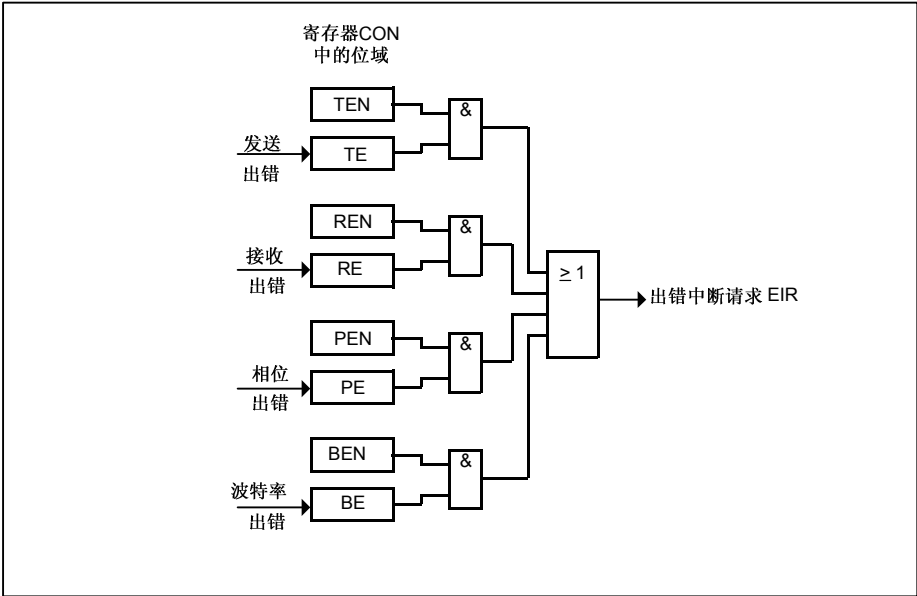 寄存器CON
中的位域
TEN
&
发送
出错
TE
REN
&
接收
出错
RE
≥ 1
出错中断请求 EIR
PEN
&
相位
出错
PE
BEN
&
波特率
出错
BE